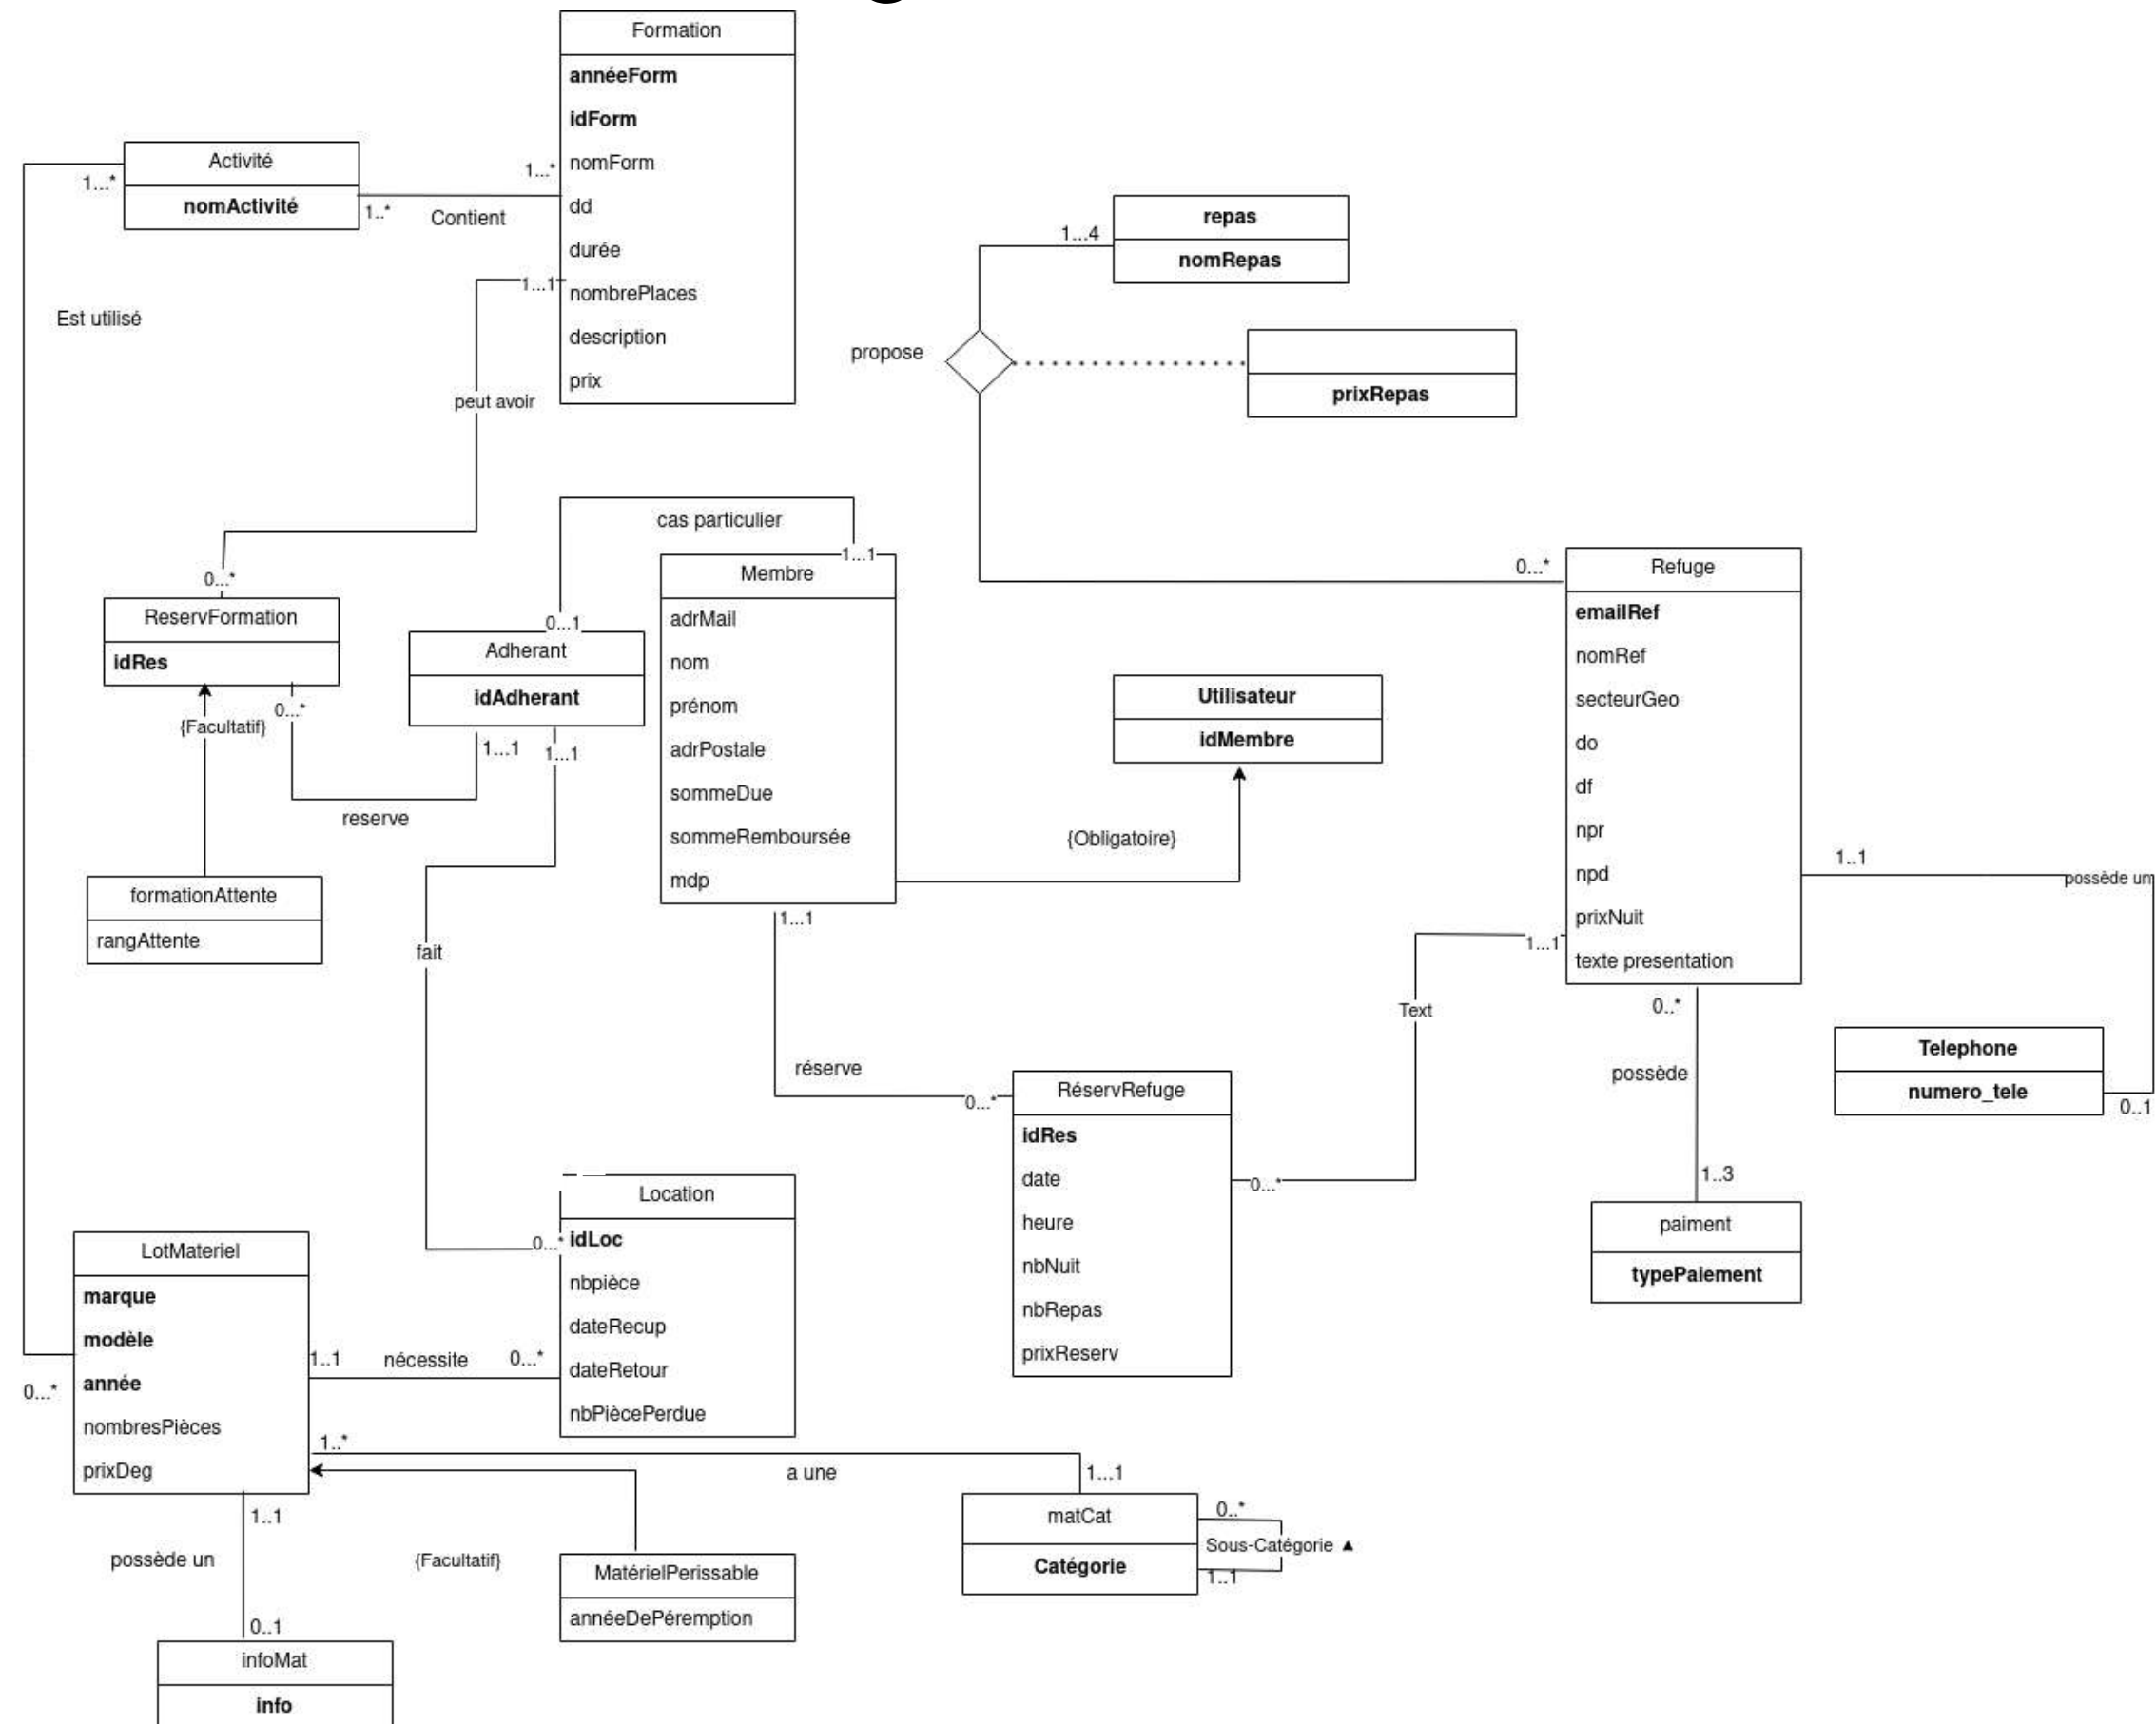 Formation
annéeForm
idForm
nomForm
dd
durée
nombrePlaces
description
prix
Activité
nomActivité
1...*
1..*
Contient
1...*
Est utilisé
1...1
peut avoir
0...*
repas
nomRepas
1...4
propose
prixRepas
0...*
cas particulier
1...1
0...1
ReservFormation
idRes
{Facultatif}
0...*
reserve
1...1
1...1
Adherant
idAdherant
formationAttente
rangAttente
fait
Membre
adrMail
nom
prénom
adrPostale
sommeDue
sommeRemboursée
mdp
1...1
Utilisateur
idMembre
{Obligatoire}
Refuge
emailRef
nomRef
secteurGeo
do
df
npr
npd
prixNuit
texte presentation
1..1
possède un
1...1
Text
0..*
possède
1..3
Telephone
numero_tele
0..1
paiment
typePaiement
réserve
0...*
RéservRefuge
idRes
date
heure
nbNuit
nbRepas
prixReserv
0...*
Location
idLoc
nbpièce
dateRecup
dateRetour
nbPiècePerdue
0...*
LotMateriel
marque
modèle
année
nombresPièces
prixDeg
0...*
1..1
nécessite
0...*
1..*
a une
1...1
matCat
Catégorie
0..*
Sous-Catégorie ▲
1..1
1..1
possède un
{Facultatif}
MatérielPerissable
annéeDePéremption
0..1
infoMat
info